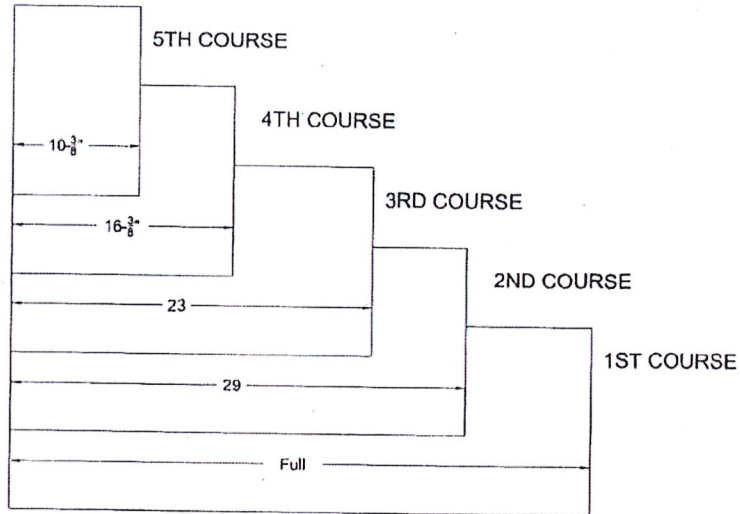 5TH COURSE
4TH COURSE
10-3/8"
3RD COURSE
16-3/8"
2ND COURSE
23
1ST COURSE
29
Full